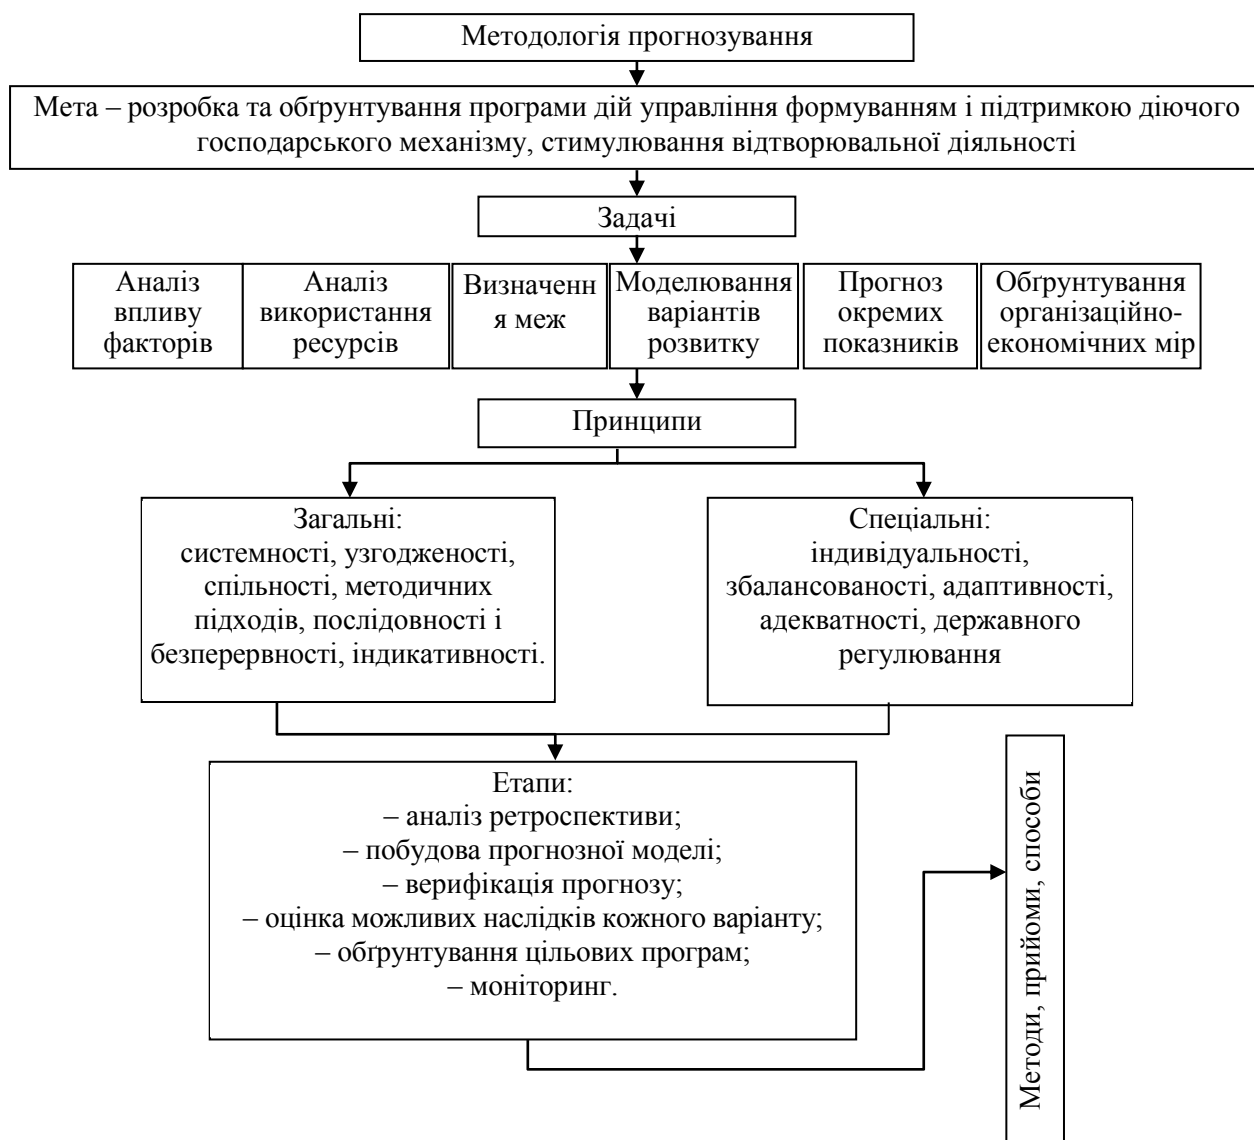 Методологія прогнозування
Мета – розробка та обґрунтування програми дій управління формуванням і підтримкою діючого
господарського механізму, стимулювання відтворювальної діяльності
Задачі
Аналіз
впливу
факторів
Аналіз
використання
ресурсів
Визначенн
я меж
Моделювання
варіантів
розвитку
Прогноз
окремих
показників
Обґрунтування
організаційно-
економічних мір
Принципи
Загальні:
системності, узгодженості,
спільності, методичних
підходів, послідовності і
безперервності, індикативності.
Спеціальні:
індивідуальності,
збалансованості, адаптивності,
адекватності, державного
регулювання
Етапи:
– аналіз ретроспективи;
– побудова прогнозної моделі;
– верифікація прогнозу;
– оцінка можливих наслідків кожного варіанту;
– обґрунтування цільових програм;
– моніторинг.
Методи, прийоми, способи